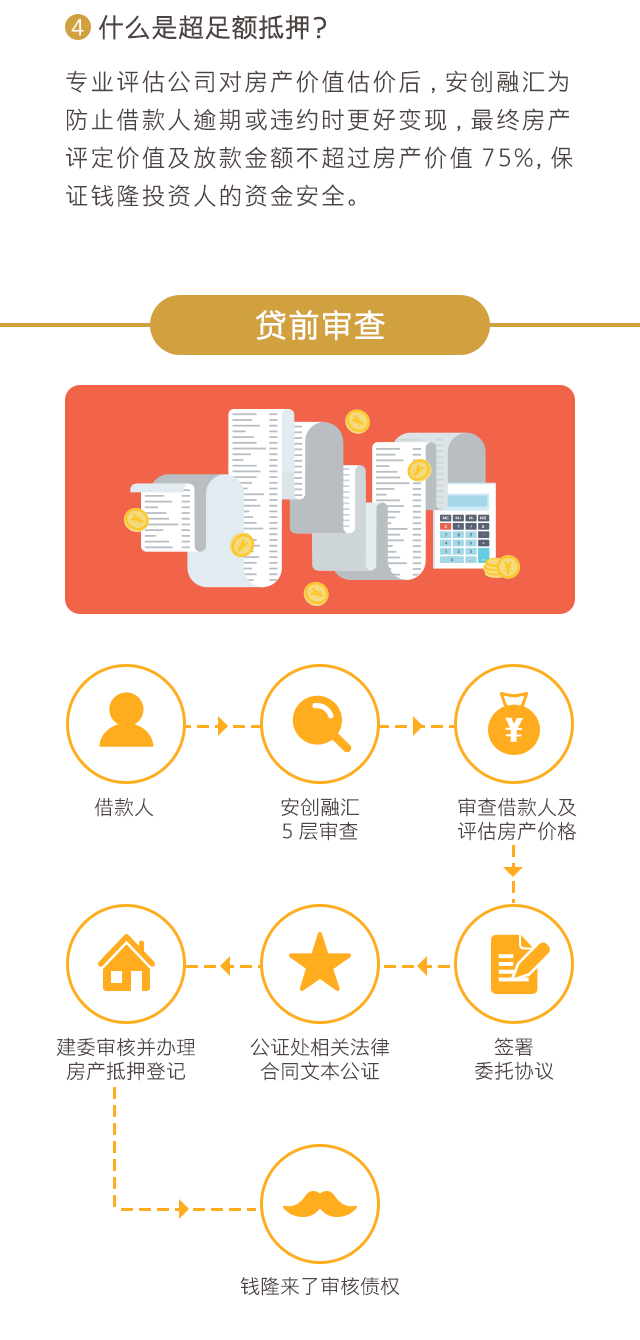 4 什么是超足额抵押？
专业评估公司对房产价值估价后，安创融汇为
防止借款人逾期或违约时更好变现，最终房产
评定价值及放款金额不超过房产价值 75%, 保
证钱隆投资人的资金安全。
贷前审查
¥
借款人
安创融汇
5 层审查
审查借款人及
评估房产价格
建委审核并办理
房产抵押登记
公证处相关法律
合同文本公证
签署
委托协议
钱隆来了审核债权